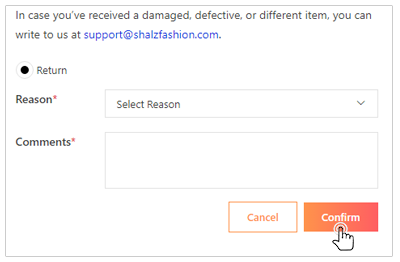 In case you've received a damaged, defective, or different item, you can
write to us at support@shalzfashion.com.
Return
Reason*
Select Reason
Comments*
Cancel
Confirm